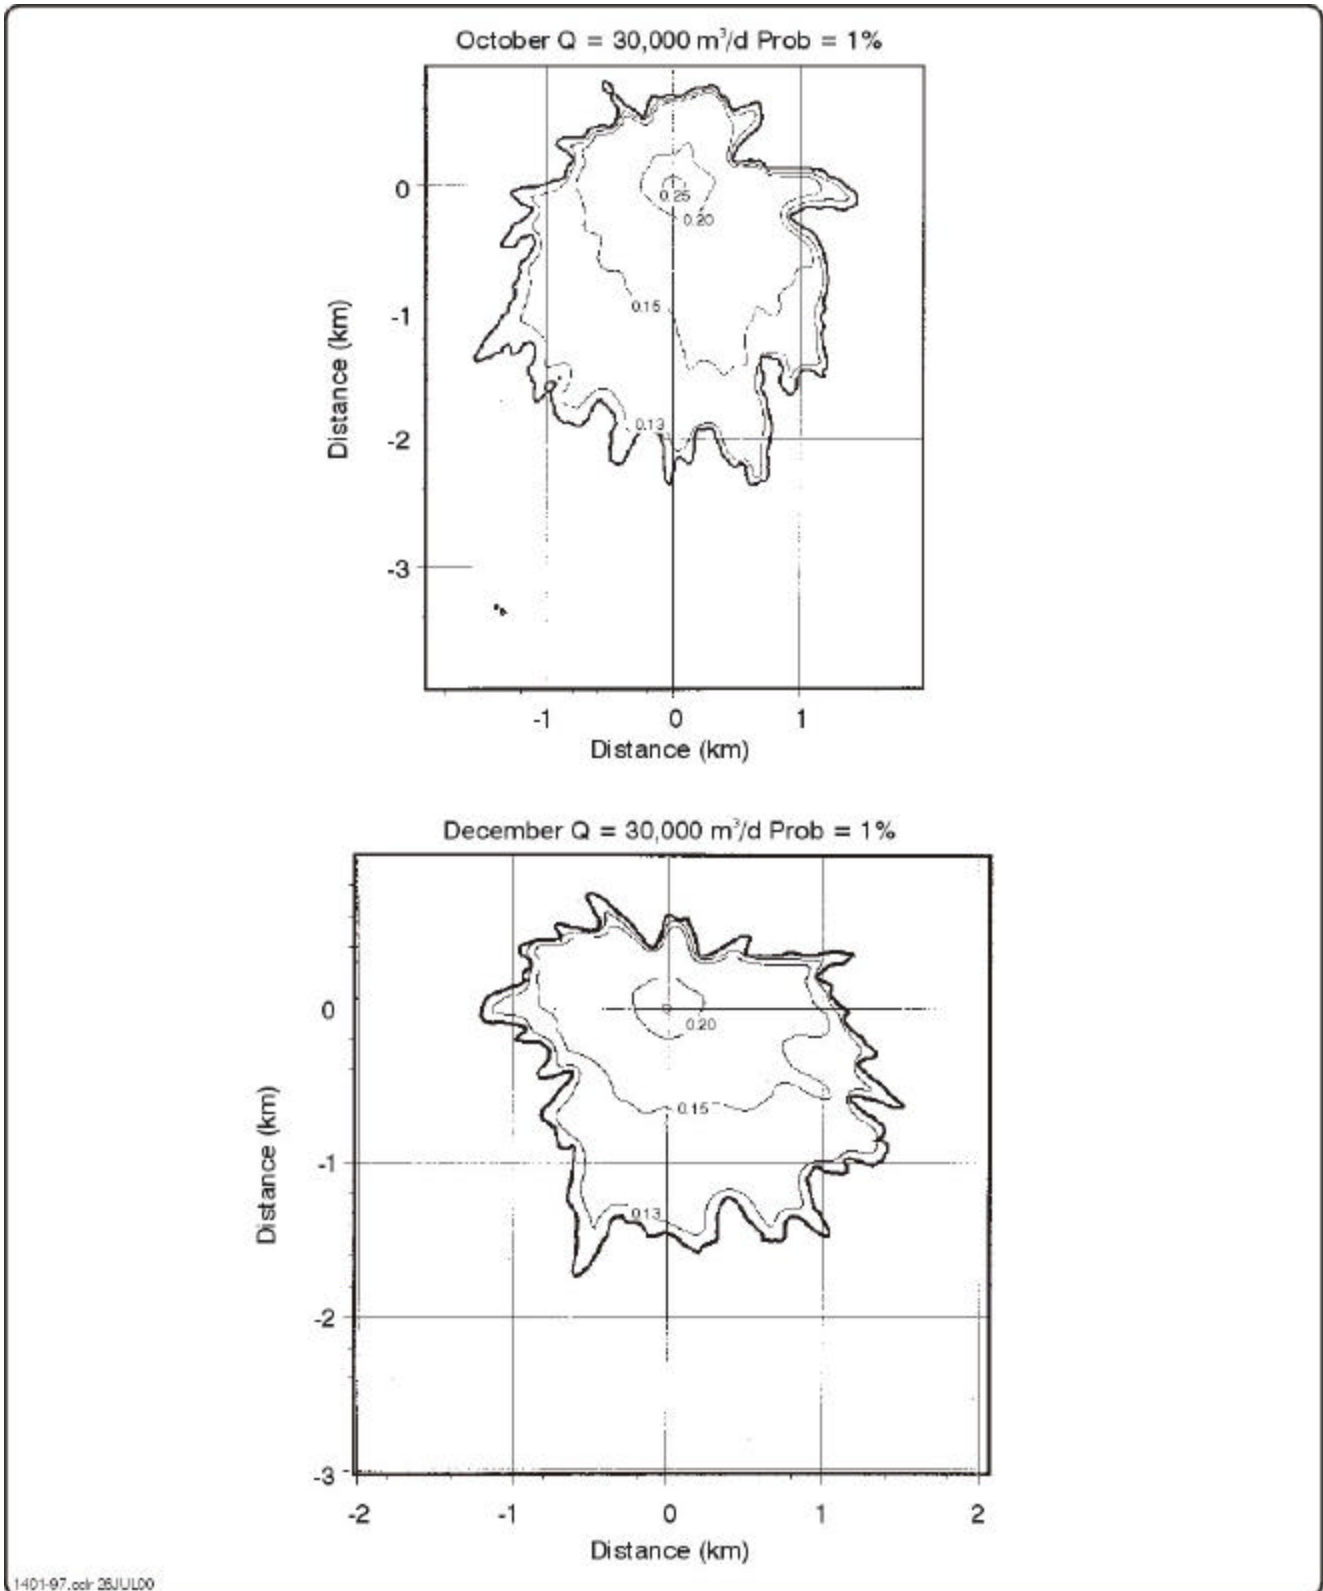 October Q = 30,000 m³/d Prob = 1%
0
-1
-2
-3
Distance (km)
0.25
0.20
0.15
0.13
-1 0 1
Distance (km)
December Q = 30,000 m³/d Prob = 1%
0
-1
-2
-3
Distance (km)
0.20
0.15
0.13
-2 -1 0 1 2
Distance (km)
1401-97.cdr 26JUL00